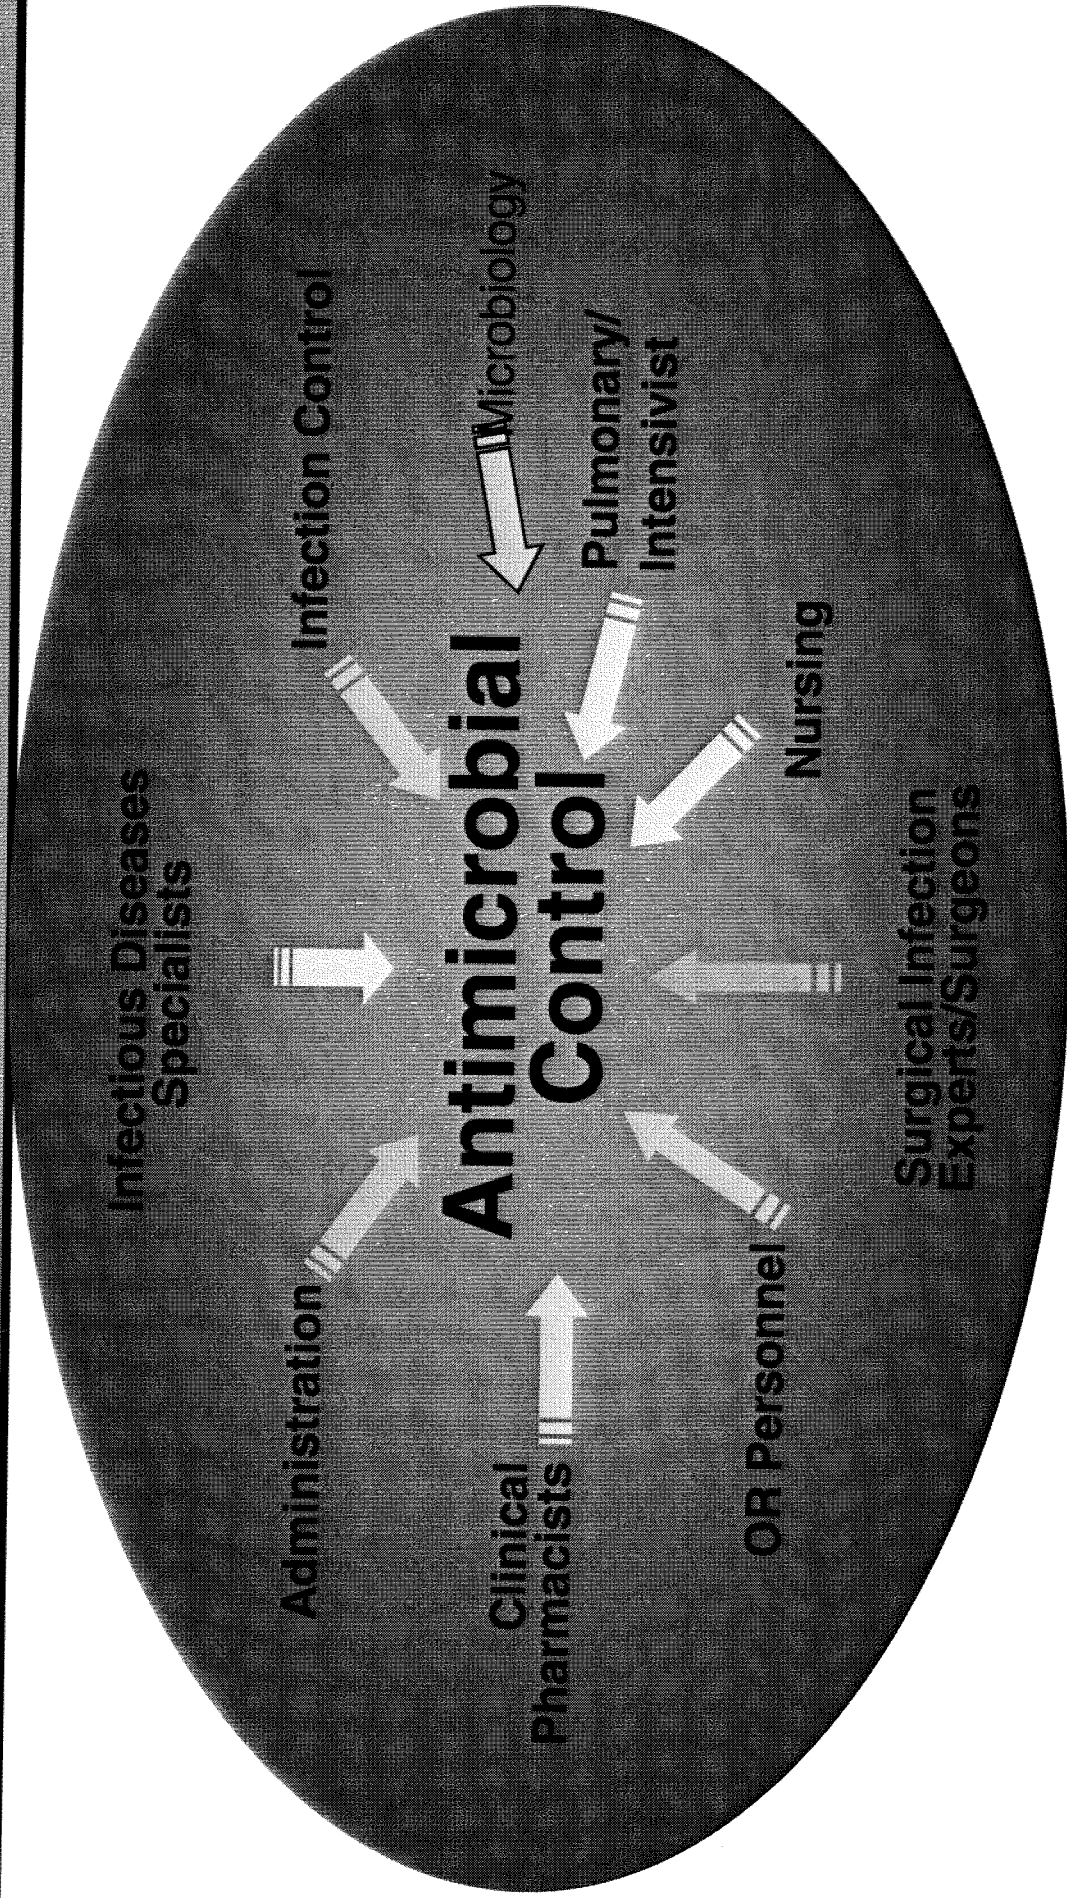 Infectious Diseases
Specialists
Administration
Infection Control
Antimicrobial
Control
Microbiology
Clinical
Pharmacists
Pulmonary/
Intensivist
OR Personnel
Nursing
Surgical Infection
Experts/Surgeons